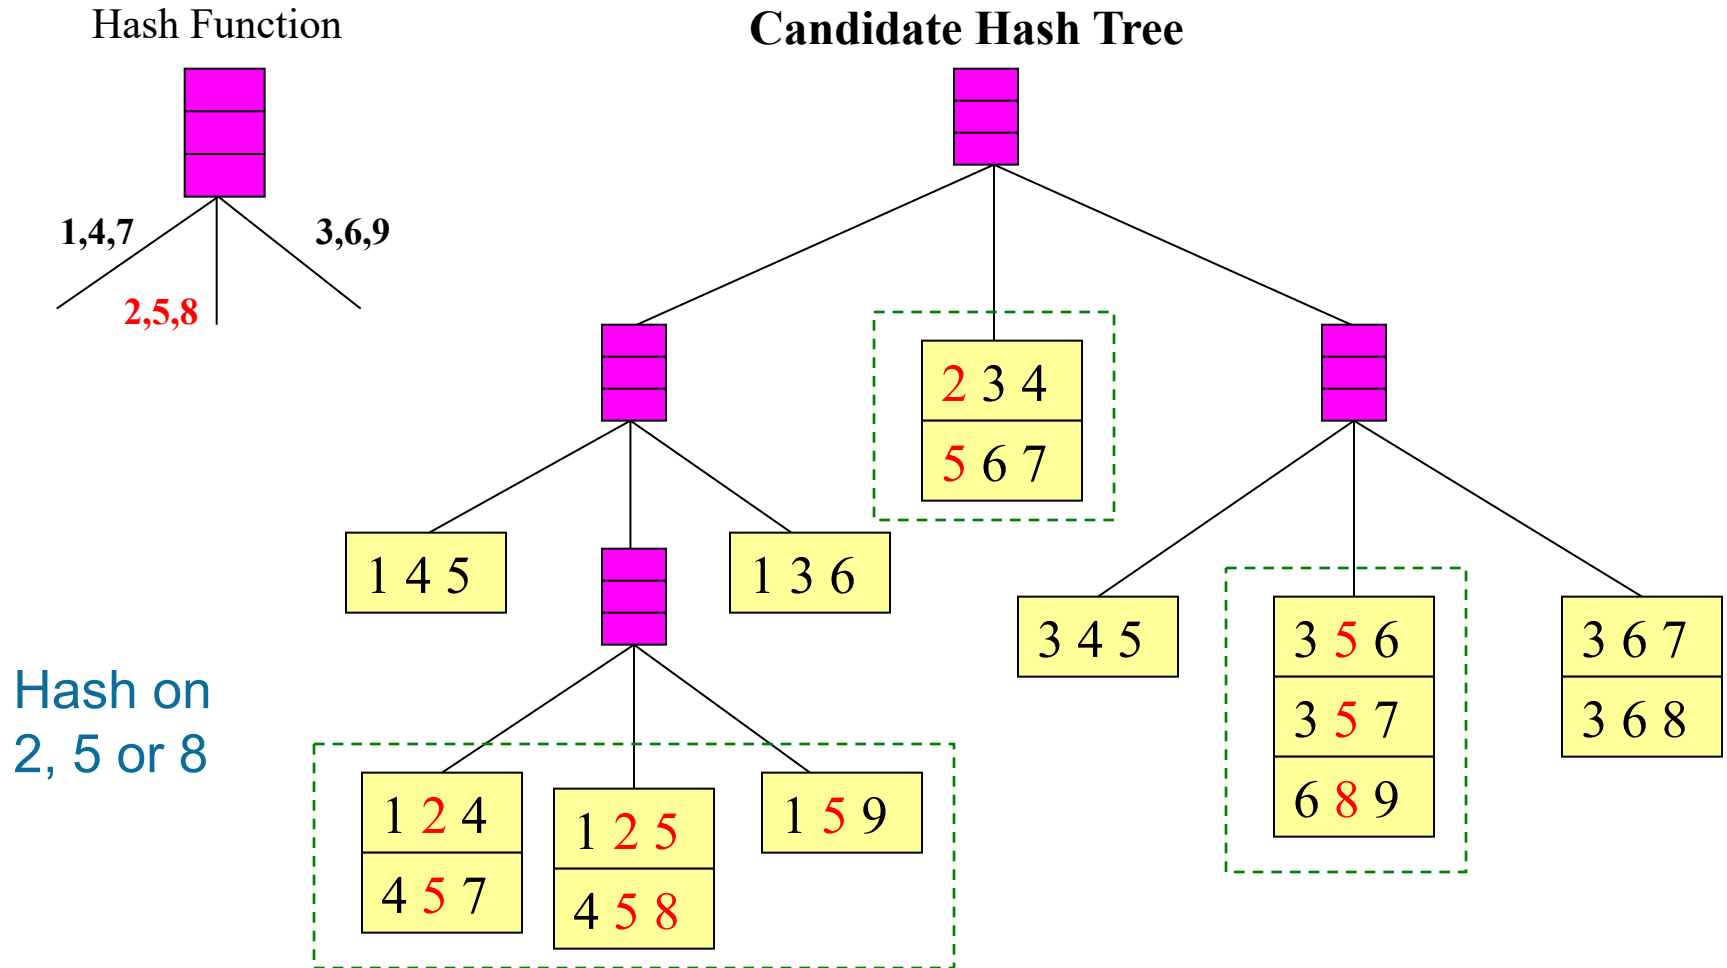 Hash Function
Candidate Hash Tree
1,4,7
3,6,9
2,5,8
2 3 4
5 6 7
1 4 5
1 3 6
3 4 5
3 5 6
3 5 7
6 8 9
3 6 7
3 6 8
Hash on
2, 5 or 8
1 2 4
4 5 7
1 2 5
4 5 8
1 5 9